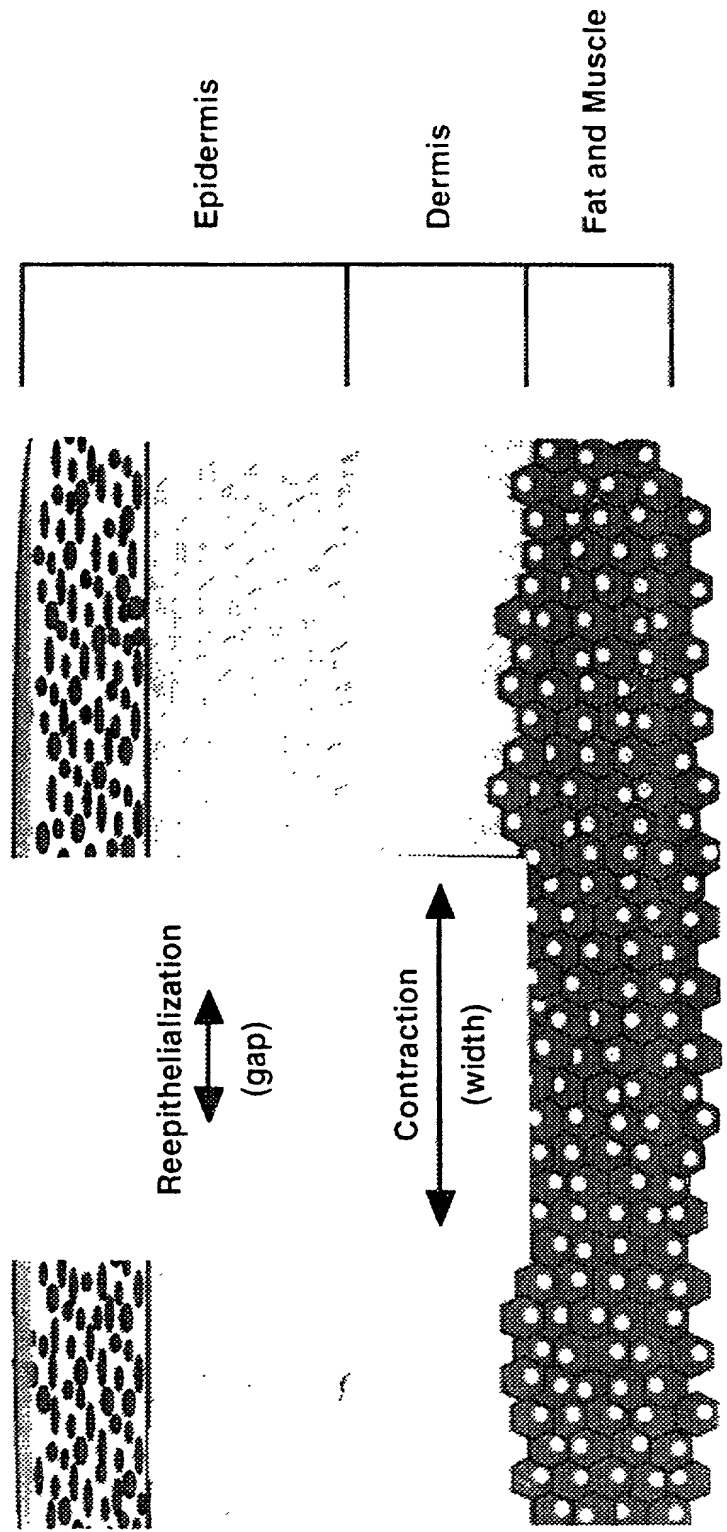 Reepithelialization
(gap)
Contraction
(width)
Epidermis
Dermis
Fat and Muscle